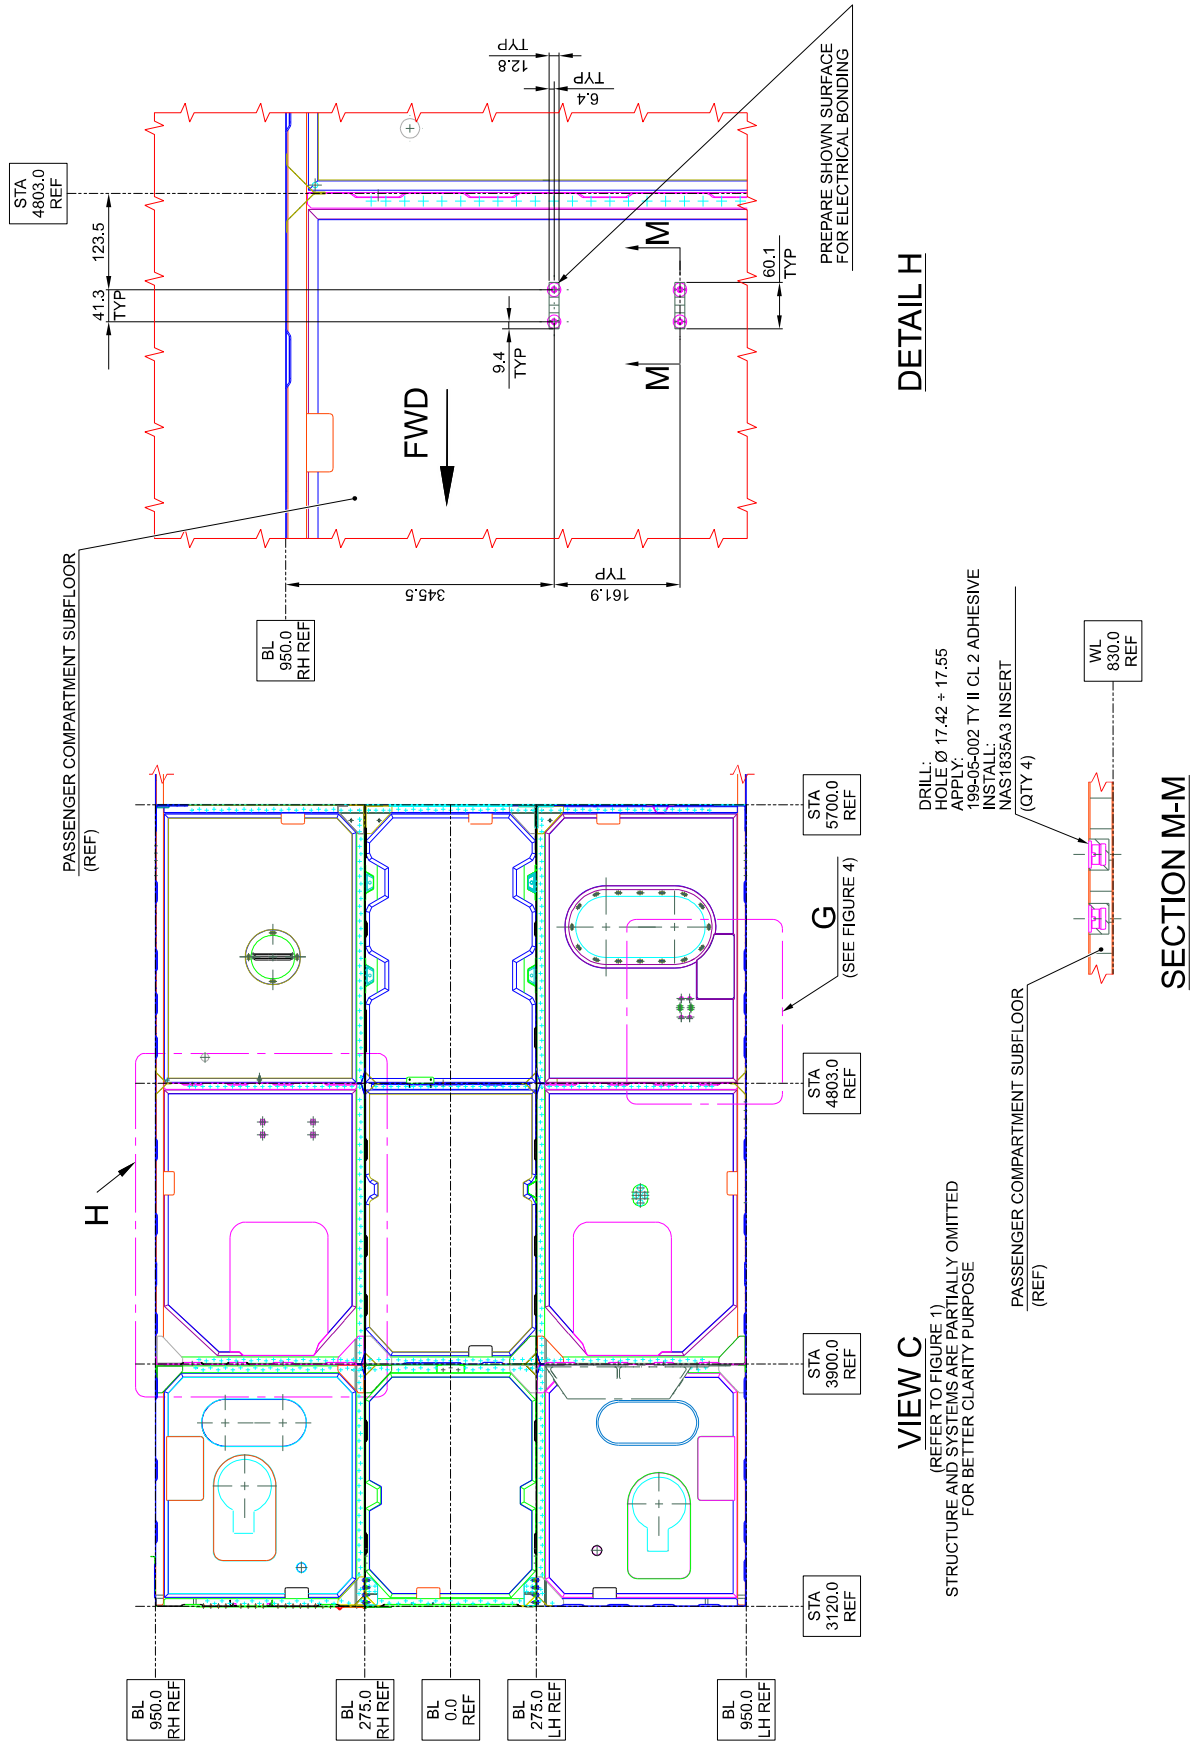 STA
4803.0
REF
123.5
41.3
TYP
12.8
TYP
6.4
TYP
PREPARE SHOWN SURFACE
FOR ELECTRICAL BONDING
M
M
60.1
TYP
9.4
TYP
FWD
345.5
161.9
TYP
BL
950.0
RH REF
PASSENGER COMPARTMENT SUBFLOOR
(REF)
DETAIL H
H
G
(SEE FIGURE 4)
STA
5700.0
REF
STA
4803.0
REF
STA
3900.0
REF
STA
3120.0
REF
BL
950.0
RH REF
BL
275.0
RH REF
BL
0.0
REF
BL
275.0
LH REF
BL
950.0
LH REF
VIEW C
(REFER TO FIGURE 1)
STRUCTURE AND SYSTEMS ARE PARTIALLY OMITTED
FOR BETTER CLARITY PURPOSE
DRILL:
HOLE Ø 17.42 ÷ 17.55
APPLY:
199-05-002 TY II CL 2 ADHESIVE
INSTALL:
NAS1835A3 INSERT
(QTY 4)
WL
830.0
REF
PASSENGER COMPARTMENT SUBFLOOR
(REF)
SECTION M-M